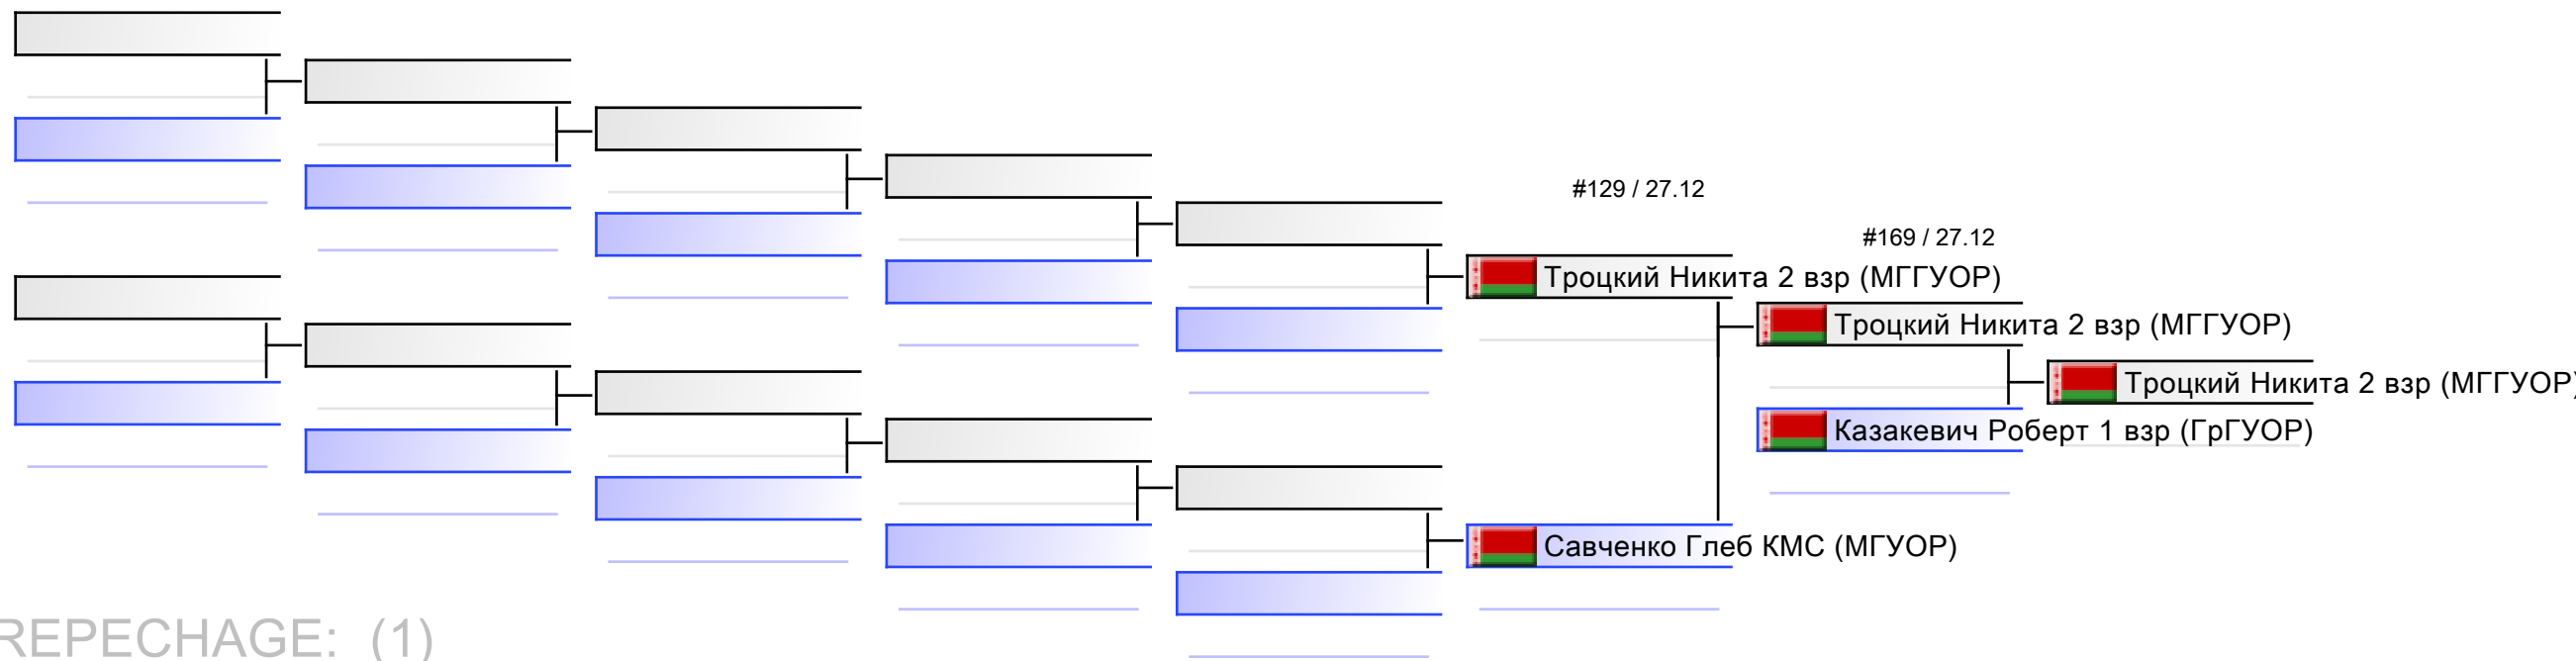 #129 / 27.12
#169 / 27.12
Троцкий Никита 2 взр (МГГУОР)
Троцкий Никита 2 взр (МГГУОР)
Троцкий Никита 2 взр (МГГУОР)
Казакевич Роберт 1 взр (ГрГУОР)
Савченко Глеб КМС (МГУОР)
REPECHAGE: (1)